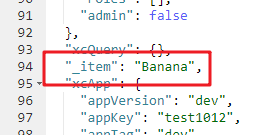 90 "roles": [],
91 "admin": false
92 },
93 "xcQuery": {},
94 "_item": "Banana",
95 "xcApp": {
96 "appVersion": "dev",
97 "appKey": "test1012",
98 "appTag": "dev"